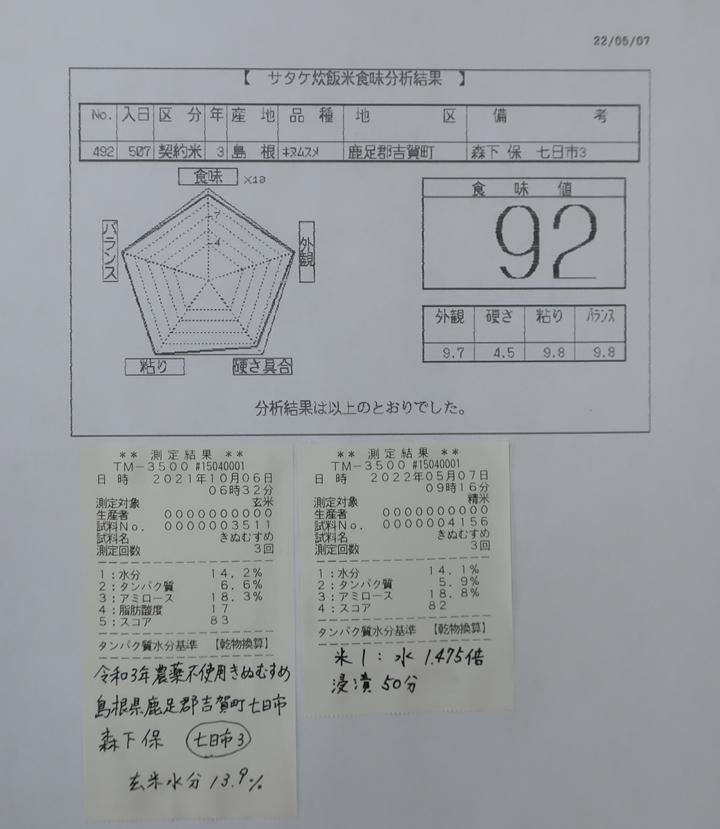 22/05/07
【 サタケ炊飯米食味分析結果 】
No. 入日 区 分 年 産 地 品 種 地 区 備 考
492 507 契約米 3 島 根 ｷﾇﾑｽﾒ 鹿足郡吉賀町 森下 保 七日市3
食味 ×10
7
4
バランス
外観
粘り
硬さ具合
食 味 値
92
外観 硬さ 粘り ﾊﾞﾗﾝｽ
9.7 4.5 9.8 9.8
分析結果は以上のとおりでした。
** 測定結果 **
TM-3500 #15040001
日 時 2021年10月06日
06時32分
測定対象 玄米
生産者 0000000000
試料No. 0000003511
試料名 きぬむすめ
測定回数 3回
1:水分 14.2%
2:タンパク質 6.6%
3:アミロース 18.3%
4:脂肪酸度 17
5:スコア 83
タンパク質水分基準 【乾物換算】
令和3年農薬不使用きぬむすめ
島根県鹿足郡吉賀町七日市
森下保 七日市3
玄米水分 13.9%
** 測定結果 **
TM-3500 #15040001
日 時 2022年05月07日
09時16分
測定対象 精米
生産者 0000000000
試料No. 0000004156
試料名 きぬむすめ
測定回数 3回
1:水分 14.1%
2:タンパク質 5.9%
3:アミロース 18.8%
4:スコア 82
タンパク質水分基準 【乾物換算】
米1:水1.475倍
浸漬50分